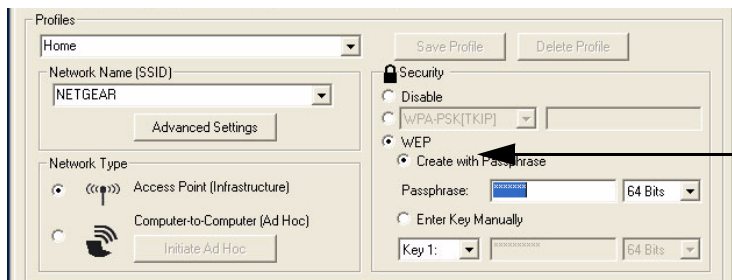 Profiles
Home
Save Profile
Delete Profile
Network Name (SSID)
NETGEAR
Advanced Settings
Security
Disable
WPA-PSK[TKIP]
WEP
Create with Passphrase
Passphrase: ******* 64 Bits
Enter Key Manually
Key 1: ********** 64 Bits
Network Type
Access Point (Infrastructure)
Computer-to-Computer (Ad Hoc)
Initiate Ad Hoc